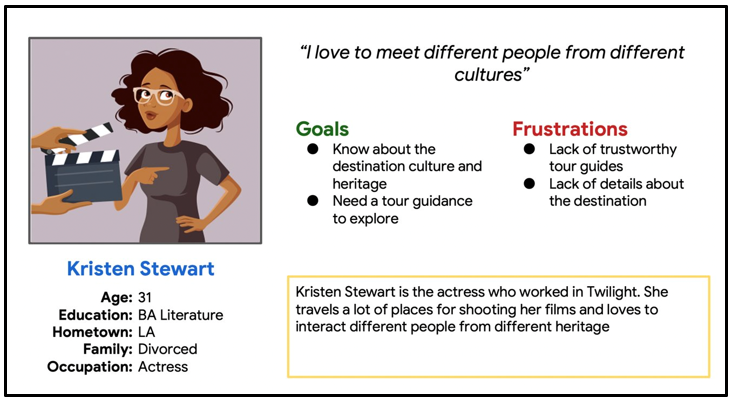 “I love to meet different people from different
cultures”
Goals
● Know about the
destination culture and
heritage
● Need a tour guidance
to explore
Frustrations
● Lack of trustworthy
tour guides
● Lack of details about
the destination
Kristen Stewart
Age: 31
Education: BA Literature
Hometown: LA
Family: Divorced
Occupation: Actress
Kristen Stewart is the actress who worked in Twilight. She
travels a lot of places for shooting her films and loves to
interact different people from different heritage